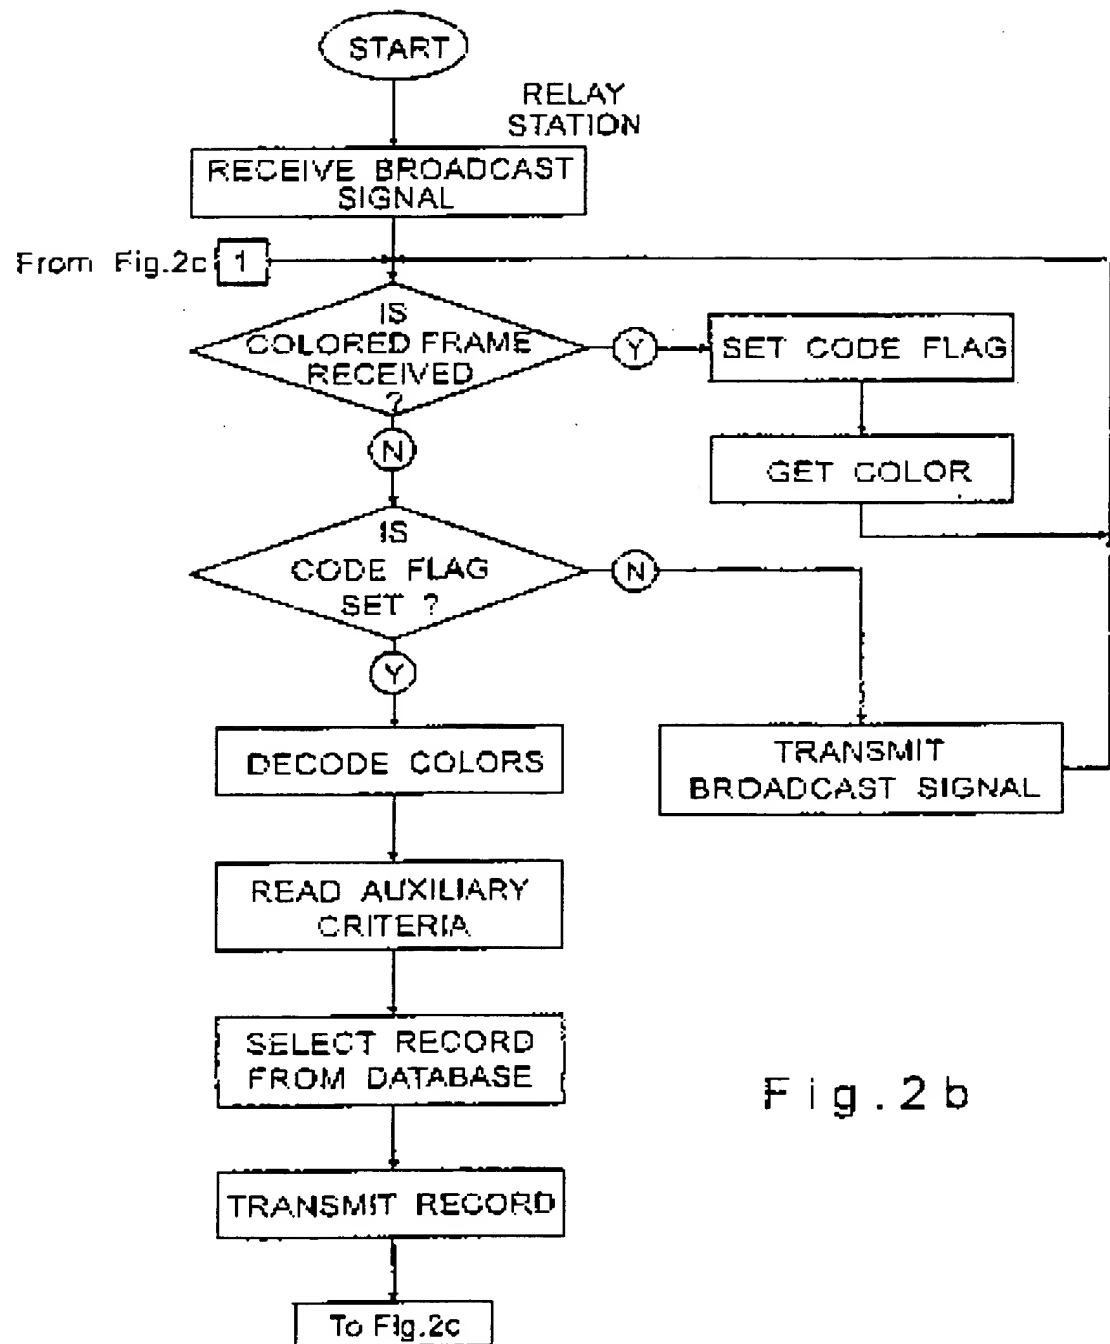 START
RELAY
STATION
RECEIVE BROADCAST
SIGNAL
From Fig.2c 1
IS
COLORED FRAME
RECEIVED
?
Y
SET CODE FLAG
GET COLOR
N
IS
CODE FLAG
SET ?
N
Y
DECODE COLORS
TRANSMIT
BROADCAST SIGNAL
READ AUXILIARY
CRITERIA
SELECT RECORD
FROM DATABASE
Fig.2b
TRANSMIT RECORD
To Fig.2c